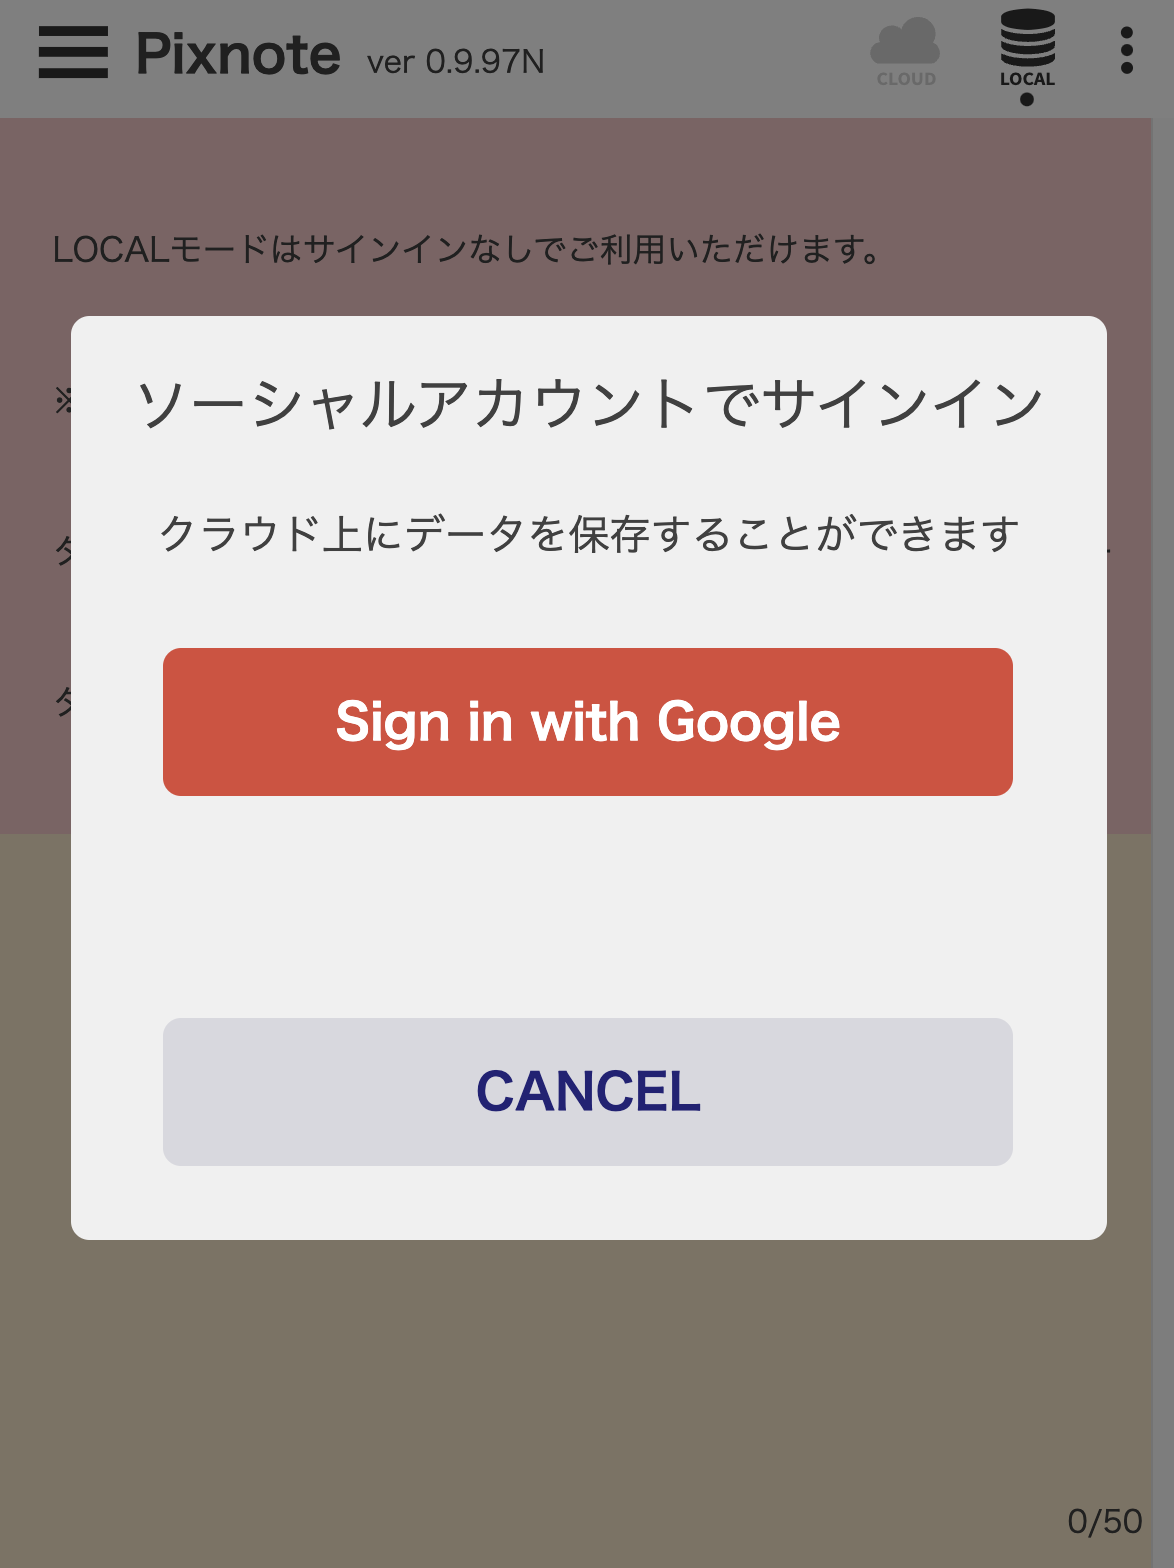 Pixnote ver 0.9.97N
CLOUD
LOCAL
LOCALモードはサインインなしでご利用いただけます。
※
ソーシャルアカウントでサインイン
クラウド上にデータを保存することができます
Sign in with Google
CANCEL
0/50